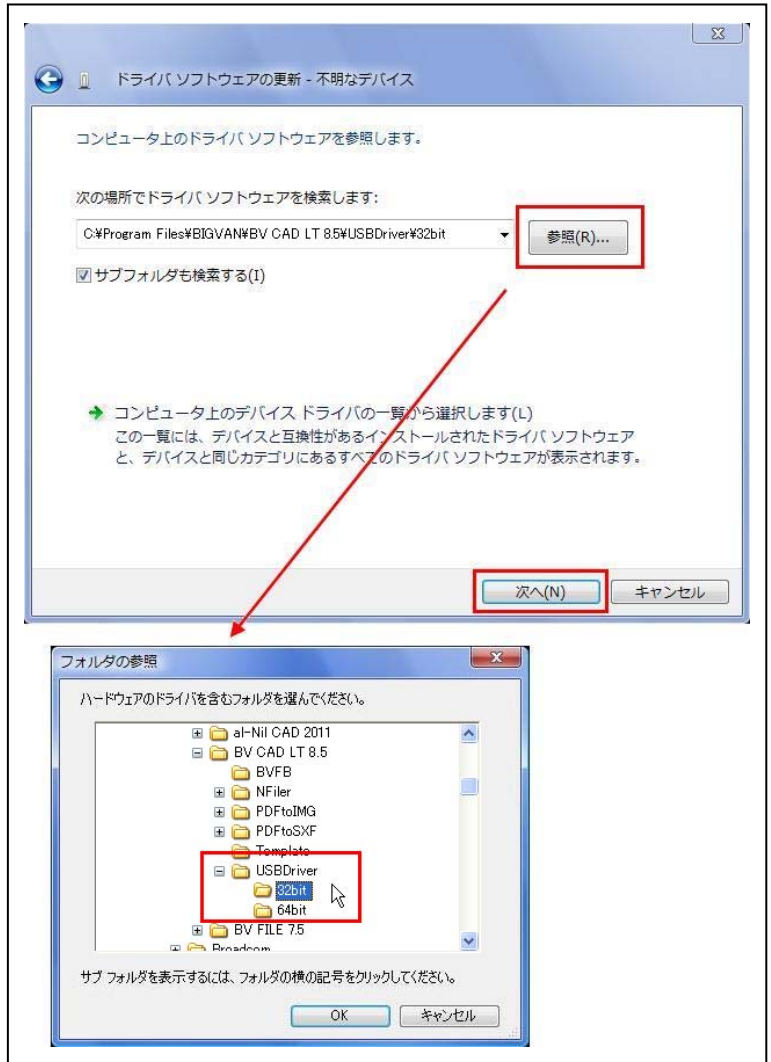 ドライバ ソフトウェアの更新 - 不明なデバイス
コンピュータ上のドライバ ソフトウェアを参照します。
次の場所でドライバ ソフトウェアを検索します:
C:¥Program Files¥BIGVAN¥BV CAD LT 8.5¥USBDriver¥32bit
参照(R)...
サブフォルダも検索する(I)
コンピュータ上のデバイス ドライバの一覧から選択します(L)
この一覧には、デバイスと互換性があるインストールされたドライバ ソフトウェア
と、デバイスと同じカテゴリにあるすべてのドライバ ソフトウェアが表示されます。
次へ(N)
キャンセル
フォルダの参照
ハードウェアのドライバを含むフォルダを選んでください。
al-Nil CAD 2011
BV CAD LT 8.5
BVFB
NFiler
PDFtoIMG
PDFtoSXF
Template
USBDriver
32bit
64bit
BV FILE 7.5
Broadcom
サブ フォルダを表示するには、フォルダの横の記号をクリックしてください。
OK
キャンセル